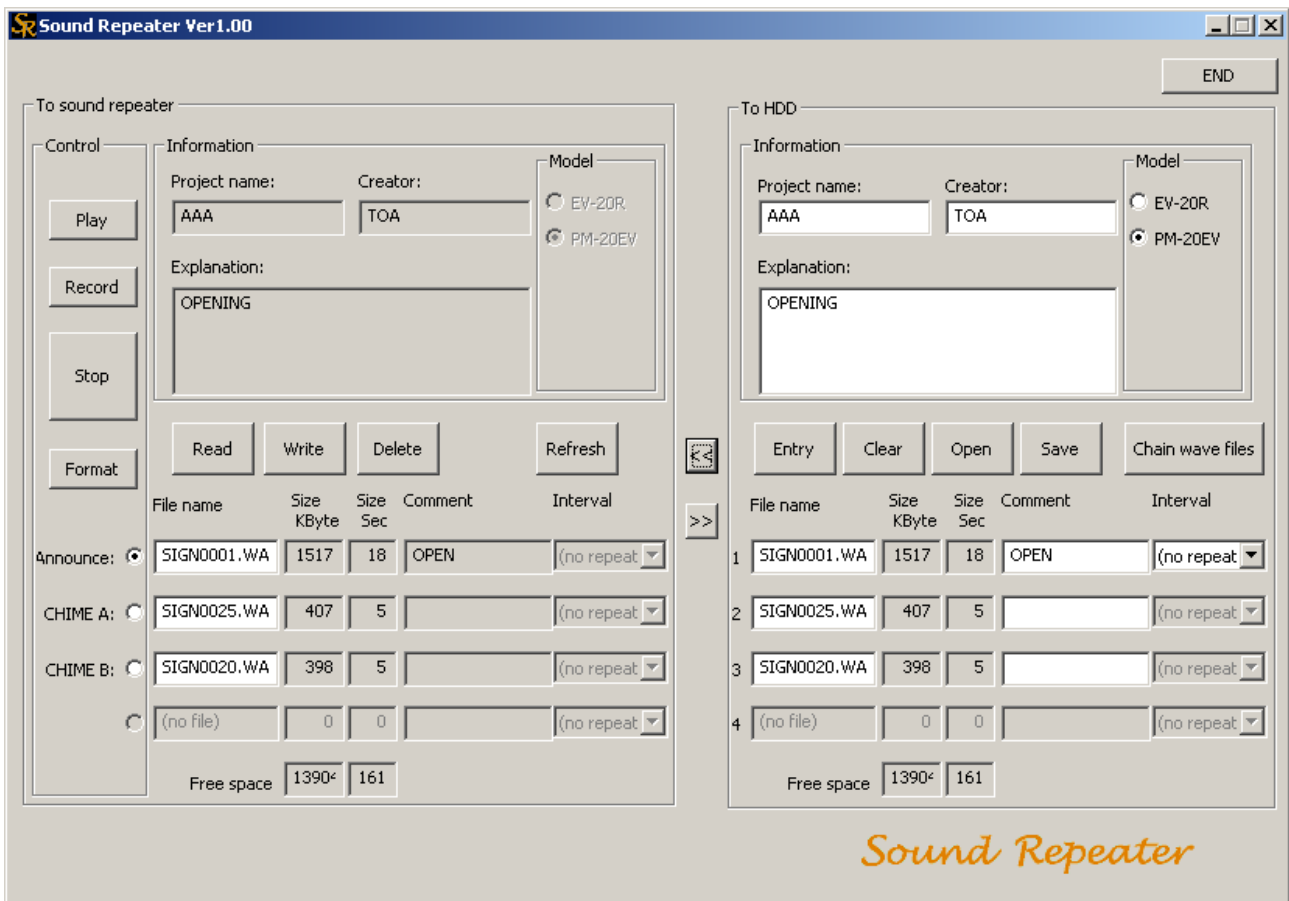 Sound Repeater Ver1.00
END
To sound repeater
Control
Play
Record
Stop
Format
Information
Project name: Creator:
AAA TOA
Explanation:
OPENING
Model
EV-20R
PM-20EV
Read Write Delete Refresh
File name Size KByte Size Sec Comment Interval
Announce: SIGN0001.WA 1517 18 OPEN (no repeat
CHIME A: SIGN0025.WA 407 5 (no repeat
CHIME B: SIGN0020.WA 398 5 (no repeat
(no file) 0 0 (no repeat
Free space 1390 161
<<
>>
To HDD
Information
Project name: Creator:
AAA TOA
Explanation:
OPENING
Model
EV-20R
PM-20EV
Entry Clear Open Save Chain wave files
File name Size KByte Size Sec Comment Interval
1 SIGN0001.WA 1517 18 OPEN (no repeat
2 SIGN0025.WA 407 5 (no repeat
3 SIGN0020.WA 398 5 (no repeat
4 (no file) 0 0 (no repeat
Free space 1390 161
Sound Repeater